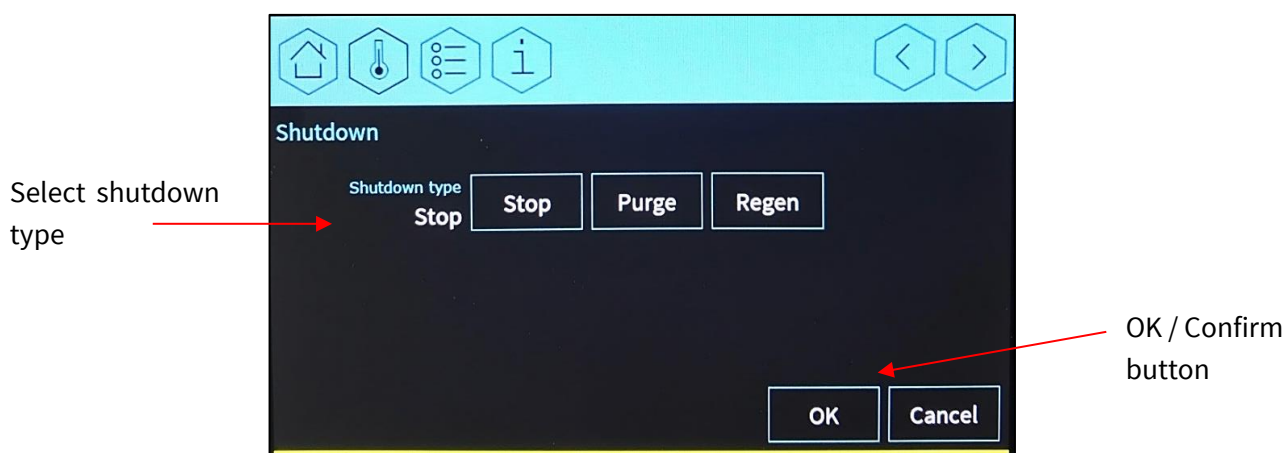 Shutdown
Select shutdown
type
Shutdown type
Stop
Stop
Purge
Regen
OK / Confirm
button
OK
Cancel